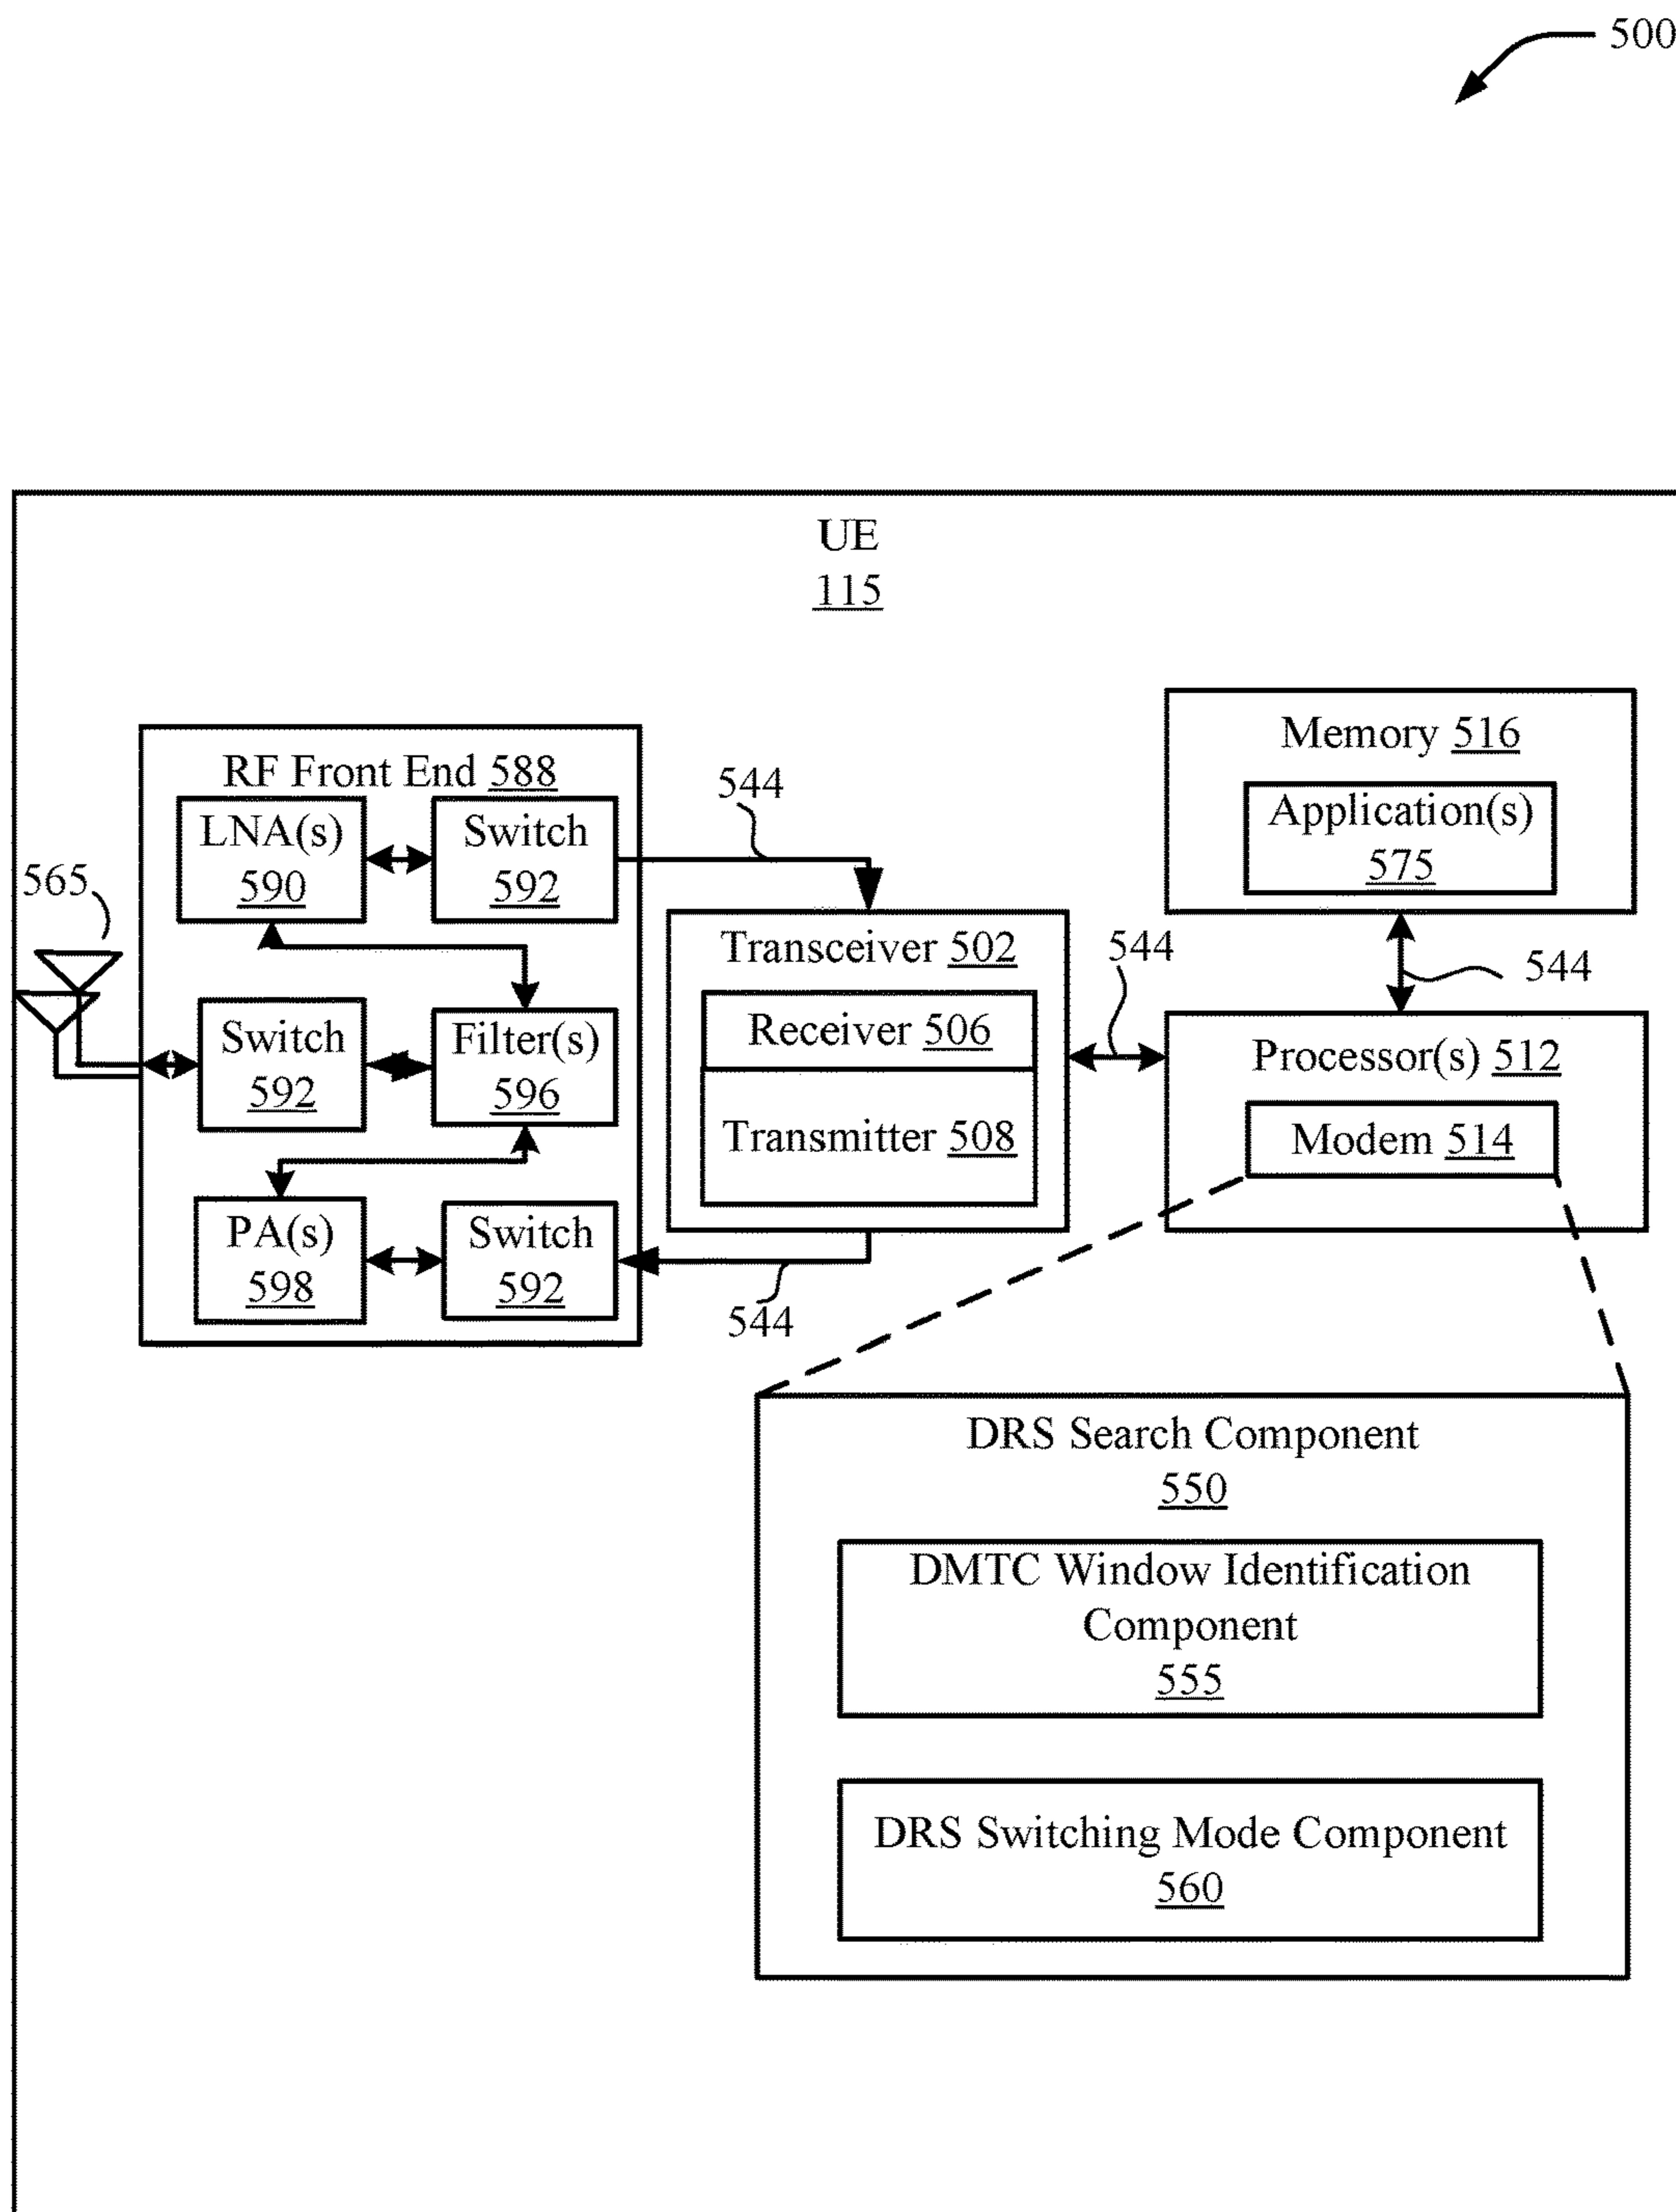 500
UE
115
RF Front End 588
LNA(s)
590
Switch
592
544
565
Switch
592
Filter(s)
596
PA(s)
598
Switch
592
544
Transceiver 502
Receiver 506
Transmitter 508
544
Memory 516
Application(s)
575
544
Processor(s) 512
Modem 514
DRS Search Component
550
DMTC Window Identification
Component
555
DRS Switching Mode Component
560